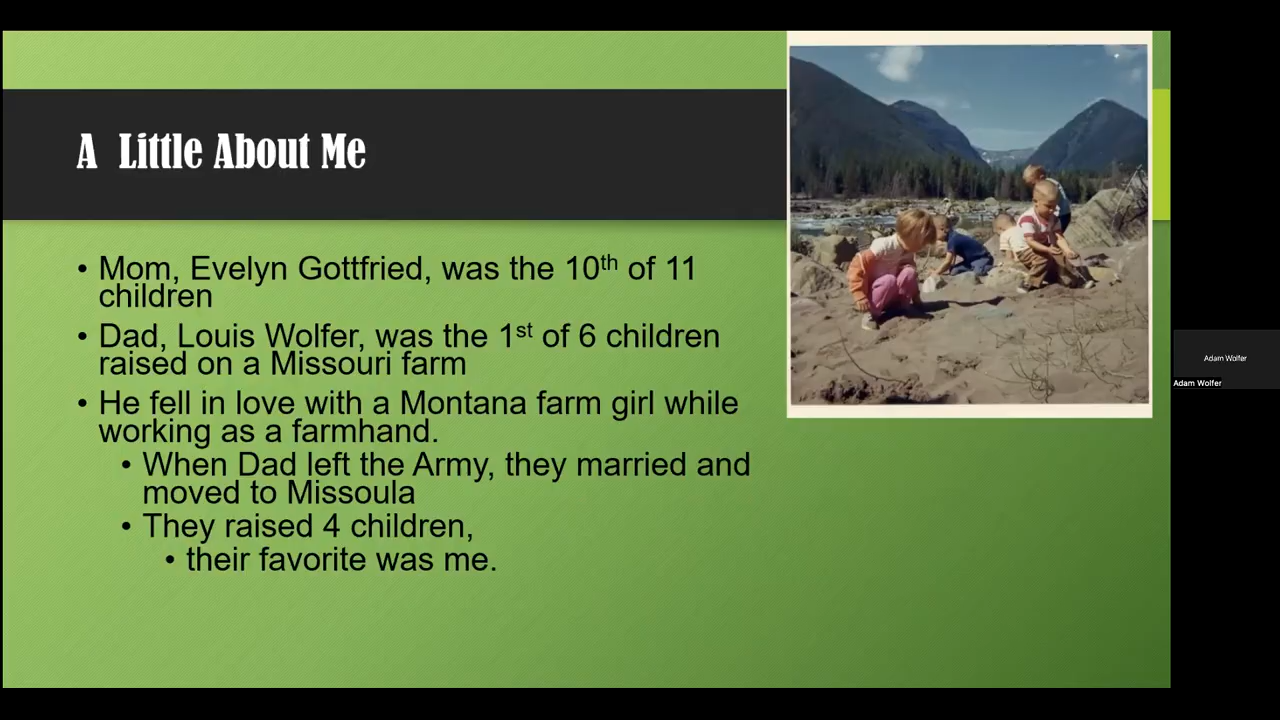 A Little About Me
• Mom, Evelyn Gottfried, was the 10th of 11
children
• Dad, Louis Wolfer, was the 1st of 6 children
raised on a Missouri farm
• He fell in love with a Montana farm girl while
working as a farmhand.
• When Dad left the Army, they married and
moved to Missoula
• They raised 4 children,
• their favorite was me.
Adam Wolfer
Adam Wolfer